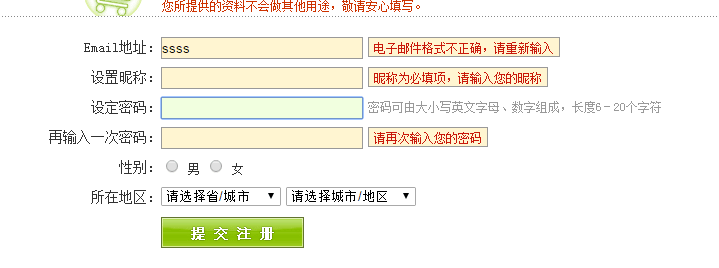 您所提供的资料不会做其他用途，敬请安心填写。
Email地址： ssss 电子邮件格式不正确，请重新输入
设置昵称： 昵称为必填项，请输入您的昵称
设定密码： 密码可由大小写英文字母、数字组成，长度6－20个字符
再输入一次密码： 请再次输入您的密码
性别： 男 女
所在地区： 请选择省/城市 请选择城市/地区
提 交 注 册